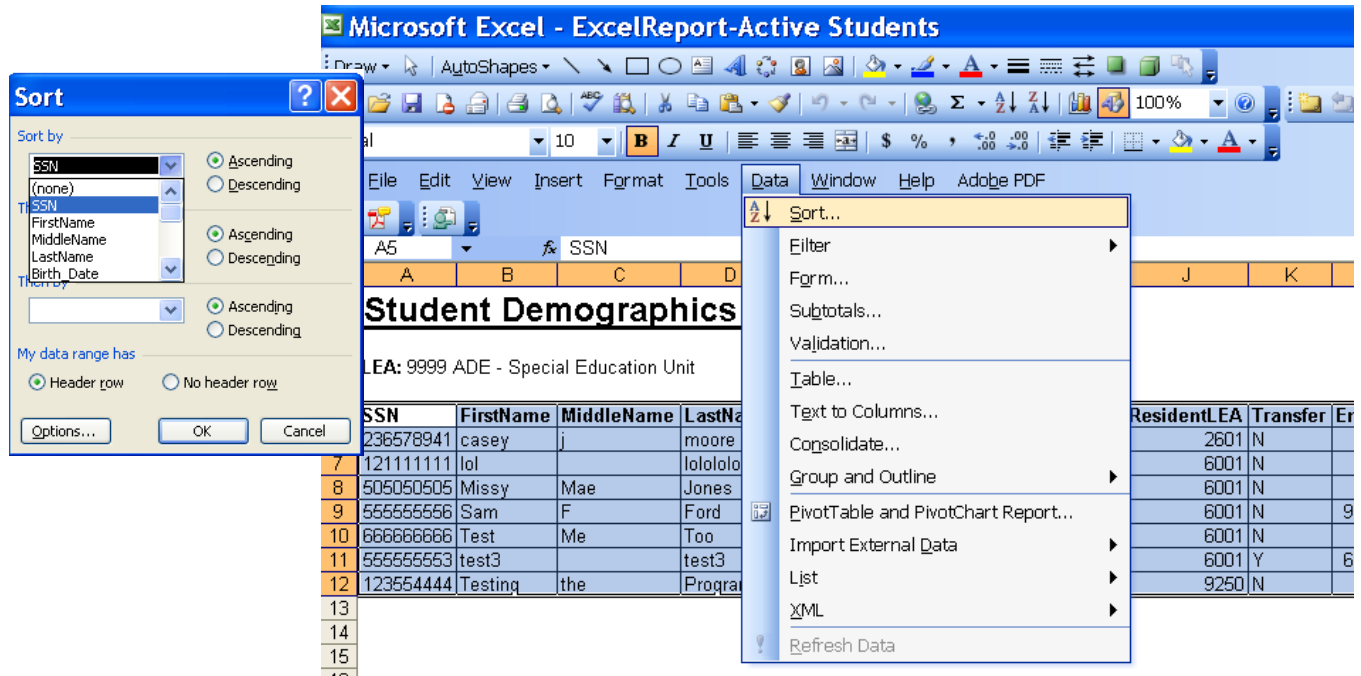 Microsoft Excel - ExcelReport-Active Students
Draw AutoShapes
ABC 100%
10 B I U $ % ,
File Edit View Insert Format Tools Data Window Help Adobe PDF
A5 fx SSN
A B C D J K
Student Demographics
LEA: 9999 ADE - Special Education Unit
SSN FirstName MiddleName ResidentLEA Transfer
236578941 casey j moore 2601 N
7 121111111 lol 6001 N
8 505050505 Missy Mae Jones 6001 N
9 555555556 Sam F Ford 6001 N 9
10 666666666 Test Me Too 6001 N
11 555555553 test3 test3 6001 Y 6
12 123554444 Testing the 9250 N
13
14
15
Sort
Sort by
SSN
Ascending
Descending
(none)
SSN
FirstName
MiddleName
LastName
Birth_Date
Ascending
Descending
Then by
Ascending
Descending
My data range has
Header row No header row
Options... OK Cancel
Sort...
Filter
Form...
Subtotals...
Validation...
Table...
Text to Columns...
Consolidate...
Group and Outline
PivotTable and PivotChart Report...
Import External Data
List
XML
Refresh Data